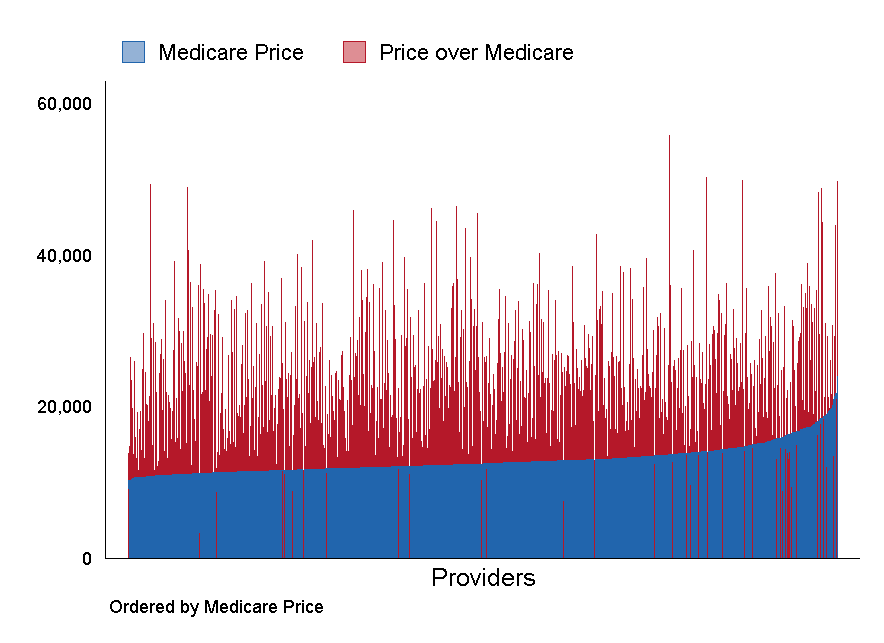 Medicare Price Price over Medicare
60,000
40,000
20,000
0
Providers
Ordered by Medicare Price